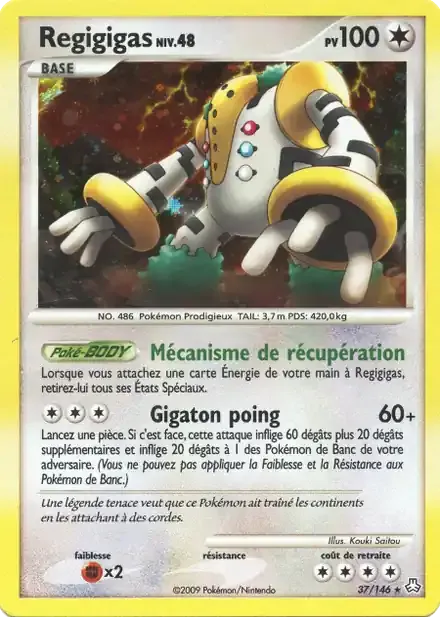 Regigigas NIV.48
PV 100
BASE
NO. 486 Pokémon Prodigieux TAIL: 3,7 m PDS: 420,0kg
Poké-BODY Mécanisme de récupération
Lorsque vous attachez une carte Énergie de votre main à Regigigas,
retirez-lui tous ses États Spéciaux.
Gigaton poing 60+
Lancez une pièce. Si c'est face, cette attaque inflige 60 dégâts plus 20 dégâts
supplémentaires et inflige 20 dégâts à 1 des Pokémon de Banc de votre
adversaire. (Vous ne pouvez pas appliquer la Faiblesse et la Résistance aux
Pokémon de Banc.)
Une légende tenace veut que ce Pokémon ait traîné les continents
en les attachant à des cordes.
Illus. Kouki Saitou
faiblesse résistance coût de retraite
x2
©2009 Pokémon/Nintendo 37/146 ★